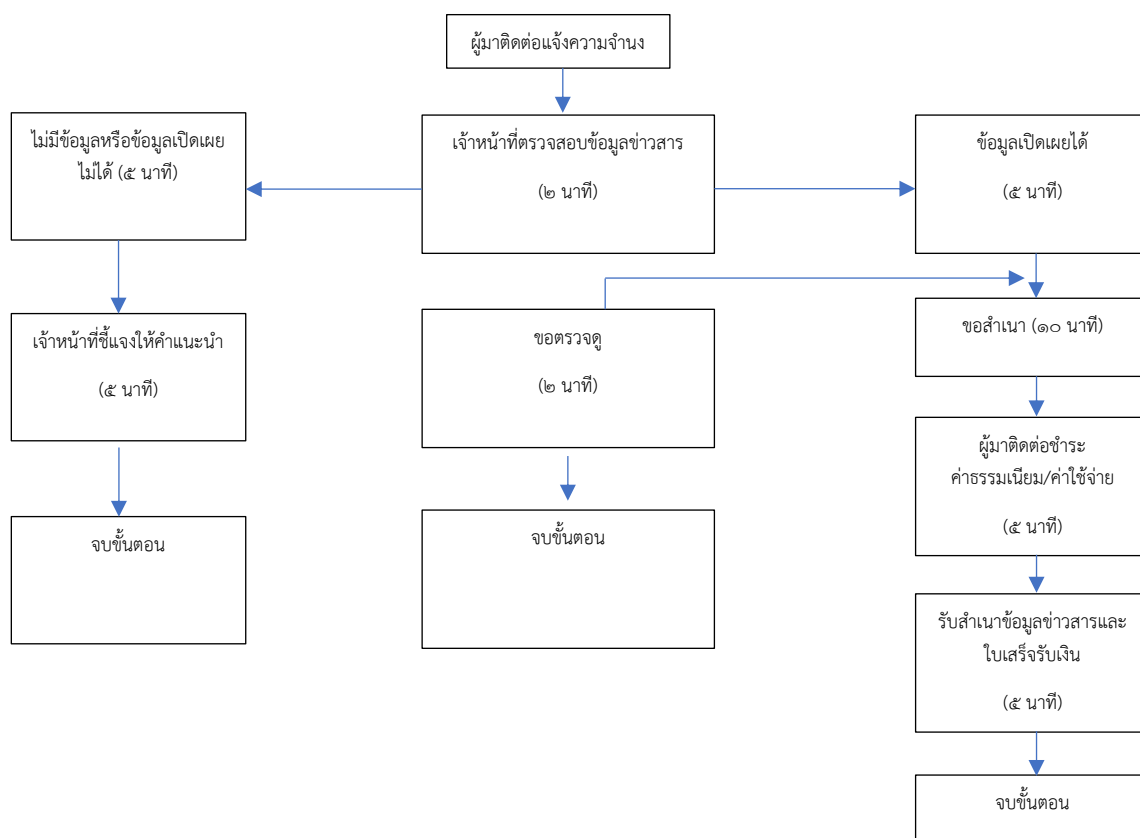 ผู้มาติดต่อแจ้งความจำนง
ไม่มีข้อมูลหรือข้อมูลเปิดเผย
ไม่ได้ (๕ นาที)
เจ้าหน้าที่ตรวจสอบข้อมูลข่าวสาร
(๒ นาที)
ข้อมูลเปิดเผยได้
(๕ นาที)
เจ้าหน้าที่ชี้แจงให้คำแนะนำ
(๕ นาที)
ขอตรวจดู
(๒ นาที)
ขอสำเนา (๑๐ นาที)
ผู้มาติดต่อชำระ
ค่าธรรมเนียม/ค่าใช้จ่าย
(๕ นาที)
จบขั้นตอน
จบขั้นตอน
รับสำเนาข้อมูลข่าวสารและ
ใบเสร็จรับเงิน
(๕ นาที)
จบขั้นตอน